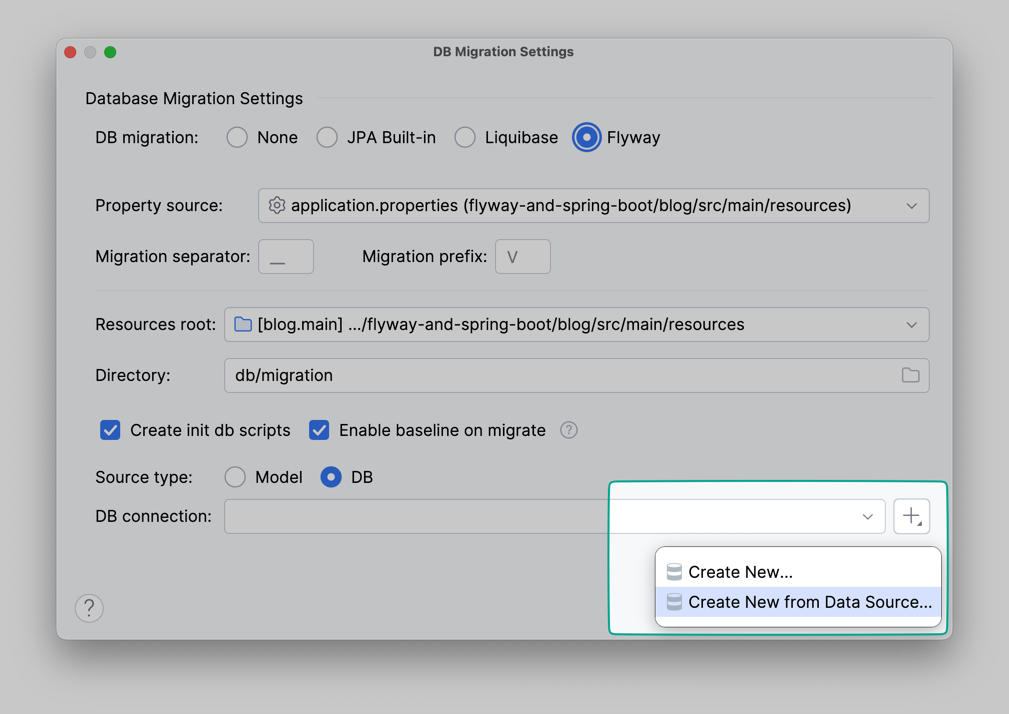 DB Migration Settings
Database Migration Settings
DB migration: None JPA Built-in Liquibase Flyway
Property source: application.properties (flyway-and-spring-boot/blog/src/main/resources)
Migration separator: __ Migration prefix: V
Resources root: [blog.main] .../flyway-and-spring-boot/blog/src/main/resources
Directory: db/migration
Create init db scripts Enable baseline on migrate ?
Source type: Model DB
DB connection:
Create New...
Create New from Data Source...
?